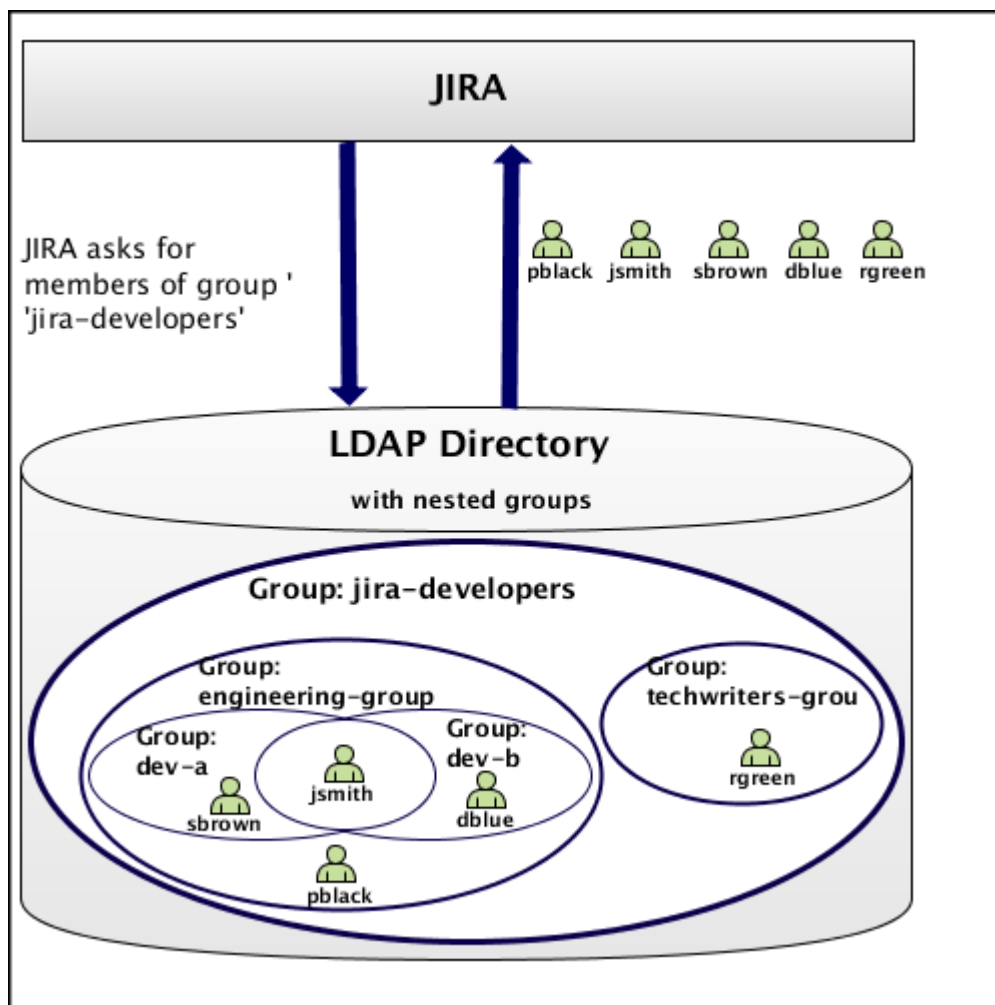 JIRA
JIRA asks for
members of group '
'jira-developers'
pblack jsmith sbrown dblue rgreen
LDAP Directory
with nested groups
Group: jira-developers
Group:
engineering-group
Group:
techwriters-grou
Group:
dev-a
Group:
dev-b
jsmith
sbrown
dblue
rgreen
pblack